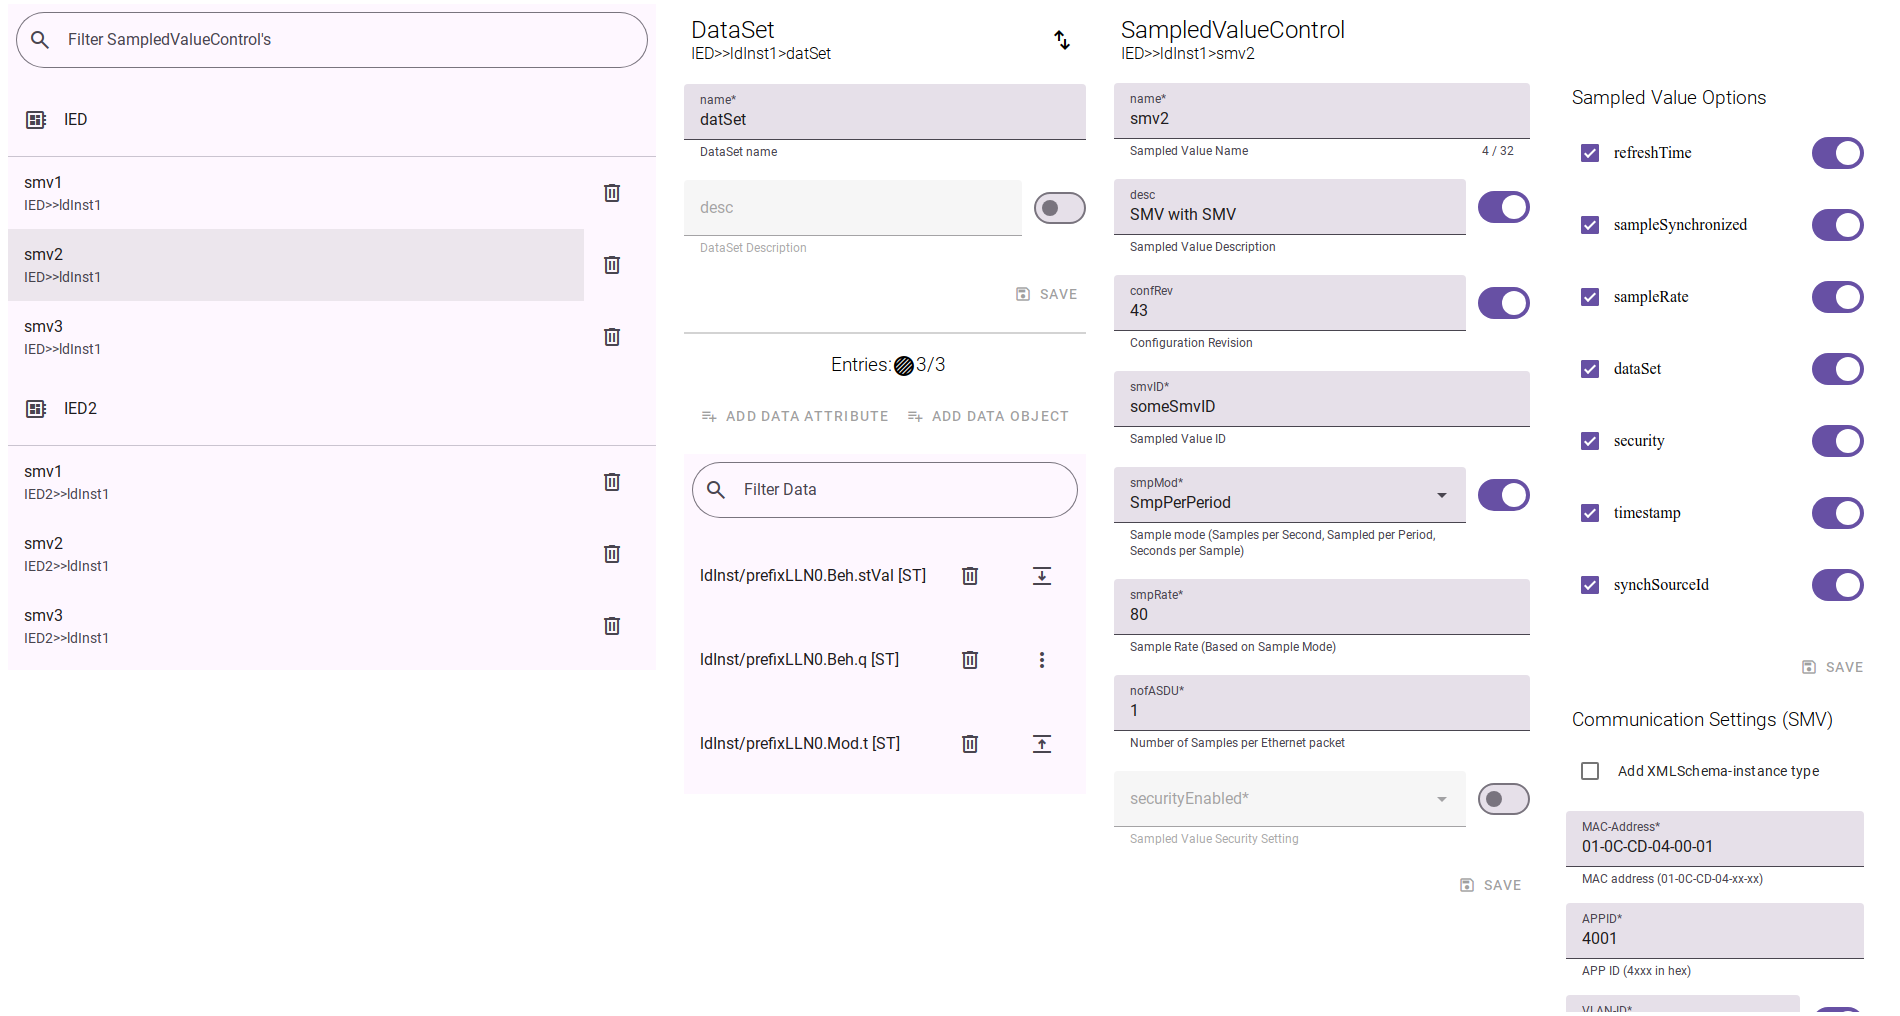 Filter SampledValueControl's
IED
smv1
IED>>ldInst1
smv2
IED>>ldInst1
smv3
IED>>ldInst1
IED2
smv1
IED2>>ldInst1
smv2
IED2>>ldInst1
smv3
IED2>>ldInst1
DataSet
IED>>ldInst1>datSet
name*
datSet
DataSet name
desc
DataSet Description
SAVE
Entries: 3/3
ADD DATA ATTRIBUTE ADD DATA OBJECT
Filter Data
ldInst/prefixLLN0.Beh.stVal [ST]
ldInst/prefixLLN0.Beh.q [ST]
ldInst/prefixLLN0.Mod.t [ST]
SampledValueControl
IED>>ldInst1>smv2
name*
smv2
Sampled Value Name 4 / 32
desc
SMV with SMV
Sampled Value Description
confRev
43
Configuration Revision
smvID*
someSmvID
Sampled Value ID
smpMod*
SmpPerPeriod
Sample mode (Samples per Second, Sampled per Period,
Seconds per Sample)
smpRate*
80
Sample Rate (Based on Sample Mode)
nofASDU*
1
Number of Samples per Ethernet packet
securityEnabled*
Sampled Value Security Setting
SAVE
Sampled Value Options
refreshTime
sampleSynchronized
sampleRate
dataSet
security
timestamp
synchSourceId
SAVE
Communication Settings (SMV)
Add XMLSchema-instance type
MAC-Address*
01-0C-CD-04-00-01
MAC address (01-0C-CD-04-xx-xx)
APPID*
4001
APP ID (4xxx in hex)
VLAN-ID*